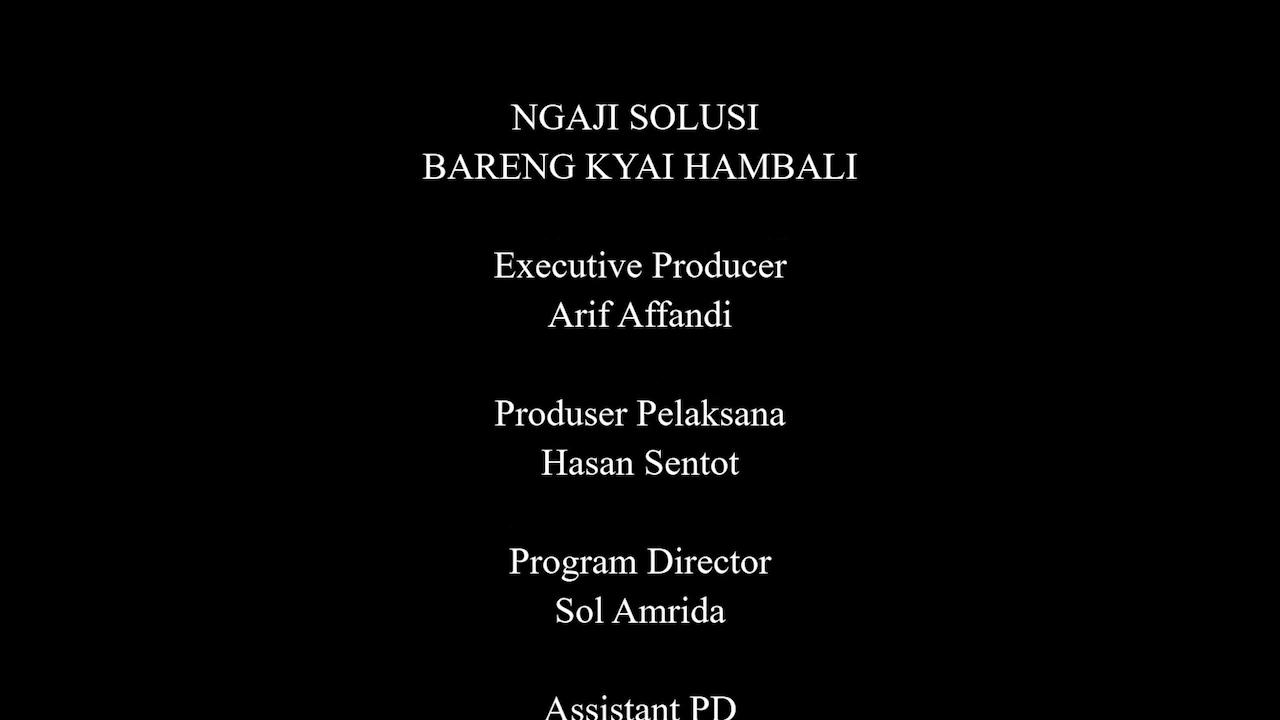 NGAJI SOLUSI
BARENG KYAI HAMBALI
Executive Producer
Arif Affandi
Produser Pelaksana
Hasan Sentot
Program Director
Sol Amrida
Assistant PD